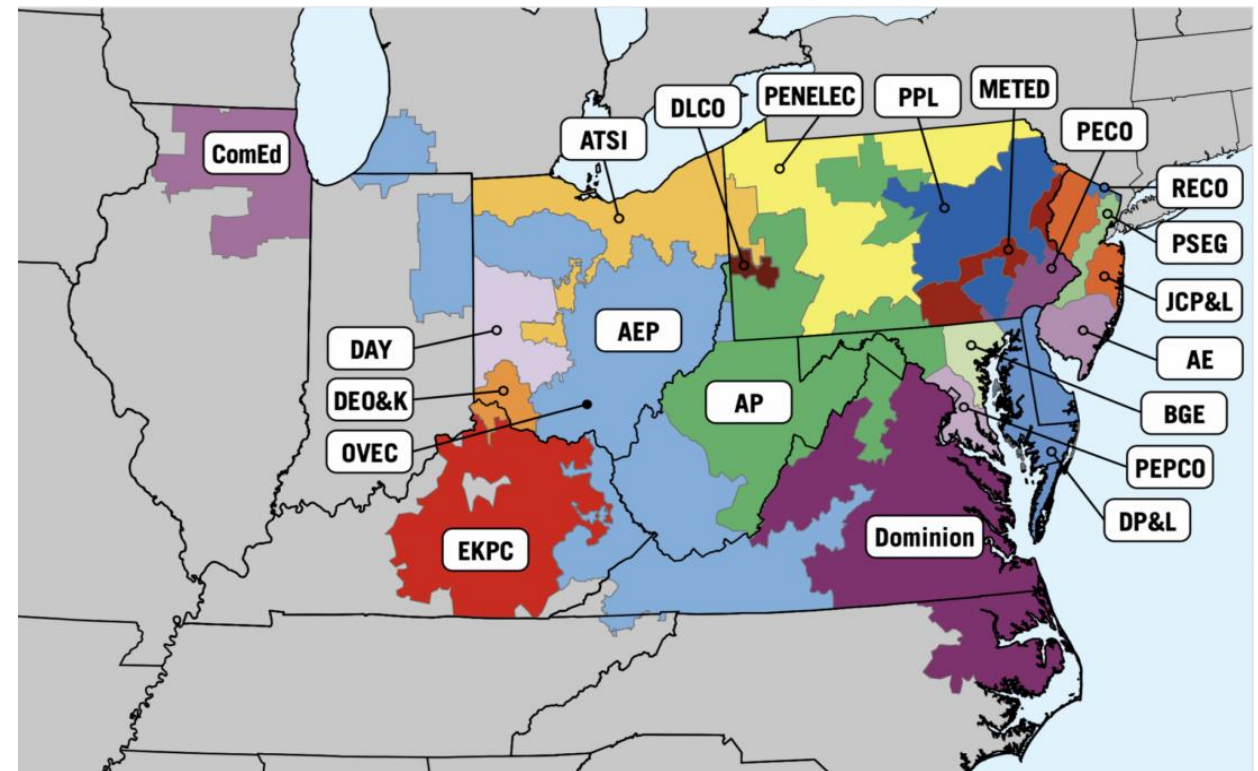 ComEd
ATSI
DLCO
PENELEC
PPL
METED
PECO
RECO
PSEG
JCP&L
AE
BGE
PEPCO
DP&L
DAY
DEO&K
OVEC
AEP
AP
EKPC
Dominion